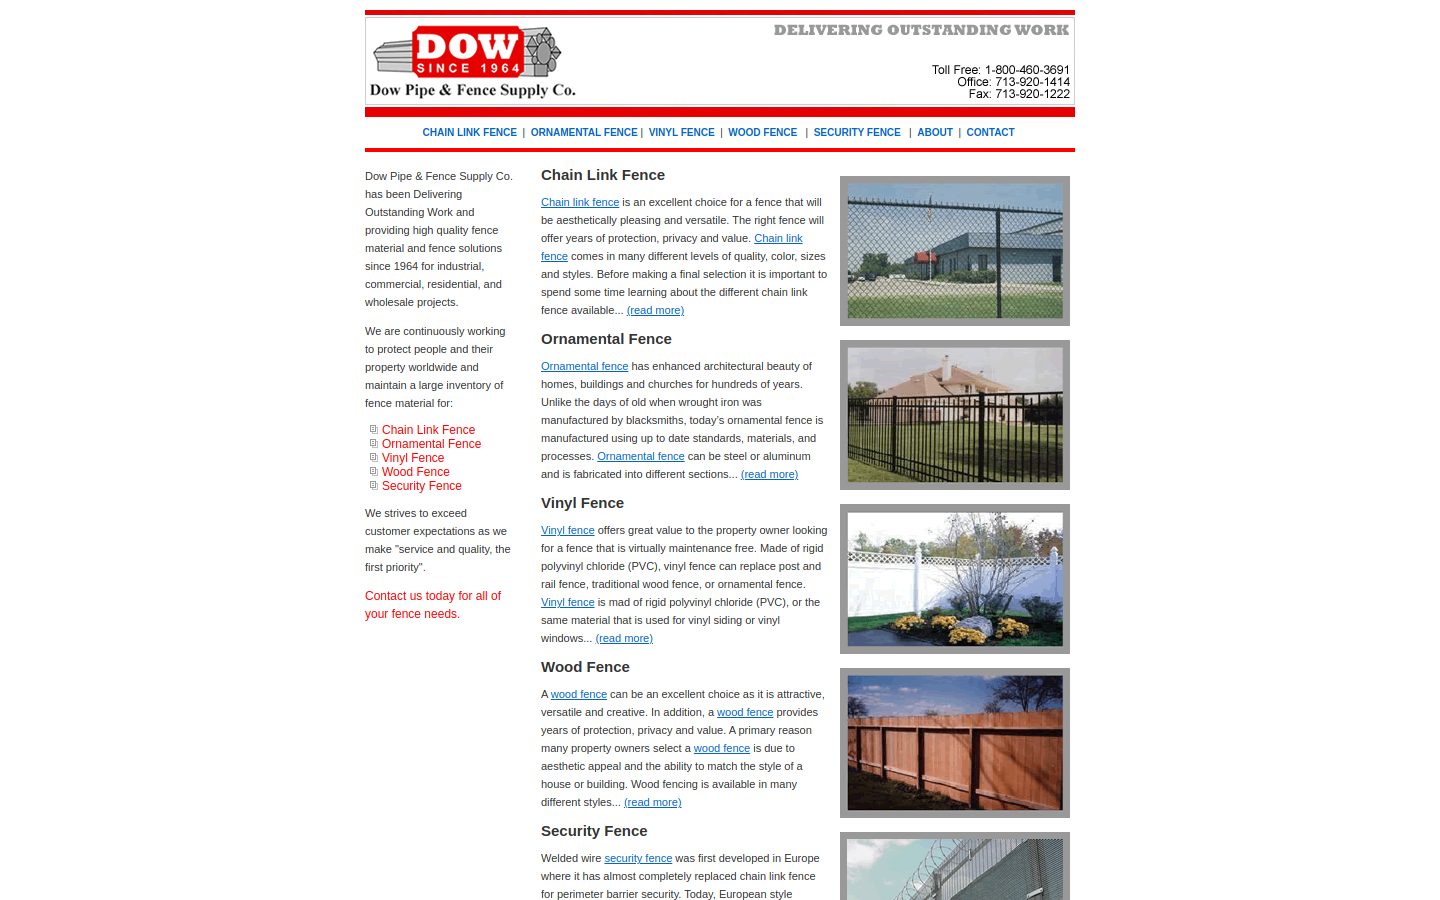 DOW
SINCE 1964
Dow Pipe & Fence Supply Co.
DELIVERING OUTSTANDING WORK
Toll Free: 1-800-460-3691
Office: 713-920-1414
Fax: 713-920-1222
CHAIN LINK FENCE | ORNAMENTAL FENCE | VINYL FENCE | WOOD FENCE | SECURITY FENCE | ABOUT | CONTACT
Dow Pipe & Fence Supply Co.
has been Delivering
Outstanding Work and
providing high quality fence
material and fence solutions
since 1964 for industrial,
commercial, residential, and
wholesale projects.
We are continuously working
to protect people and their
property worldwide and
maintain a large inventory of
fence material for:
Chain Link Fence
Ornamental Fence
Vinyl Fence
Wood Fence
Security Fence
We strives to exceed
customer expectations as we
make "service and quality, the
first priority".
Contact us today for all of
your fence needs.
Chain Link Fence
Chain link fence is an excellent choice for a fence that will
be aesthetically pleasing and versatile. The right fence will
offer years of protection, privacy and value. Chain link
fence comes in many different levels of quality, color, sizes
and styles. Before making a final selection it is important to
spend some time learning about the different chain link
fence available... (read more)
Ornamental Fence
Ornamental fence has enhanced architectural beauty of
homes, buildings and churches for hundreds of years.
Unlike the days of old when wrought iron was
manufactured by blacksmiths, today's ornamental fence is
manufactured using up to date standards, materials, and
processes. Ornamental fence can be steel or aluminum
and is fabricated into different sections... (read more)
Vinyl Fence
Vinyl fence offers great value to the property owner looking
for a fence that is virtually maintenance free. Made of rigid
polyvinyl chloride (PVC), vinyl fence can replace post and
rail fence, traditional wood fence, or ornamental fence.
Vinyl fence is mad of rigid polyvinyl chloride (PVC), or the
same material that is used for vinyl siding or vinyl
windows... (read more)
Wood Fence
A wood fence can be an excellent choice as it is attractive,
versatile and creative. In addition, a wood fence provides
years of protection, privacy and value. A primary reason
many property owners select a wood fence is due to
aesthetic appeal and the ability to match the style of a
house or building. Wood fencing is available in many
different styles... (read more)
Security Fence
Welded wire security fence was first developed in Europe
where it has almost completely replaced chain link fence
for perimeter barrier security. Today, European style